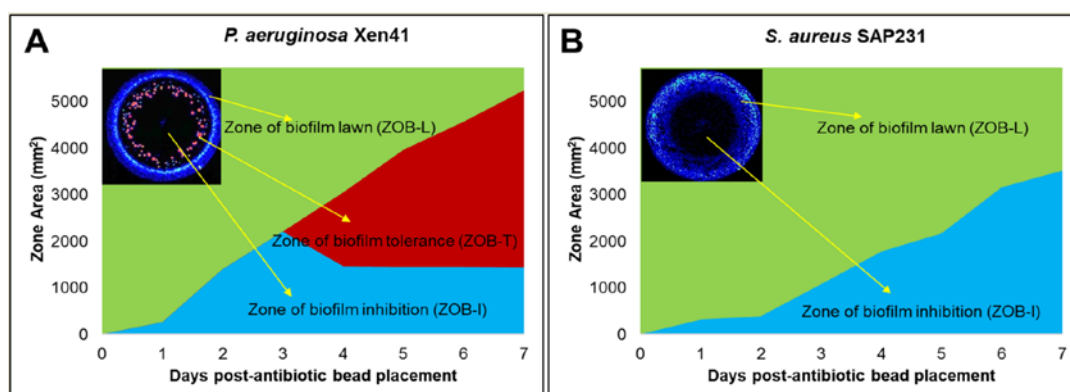 A
P. aeruginosa Xen41
Zone Area (mm²)
5000
4000
3000
2000
1000
0
Zone of biofilm lawn (ZOB-L)
Zone of biofilm tolerance (ZOB-T)
Zone of biofilm inhibition (ZOB-I)
0 1 2 3 4 5 6 7
Days post-antibiotic bead placement
B
S. aureus SAP231
Zone Area (mm²)
5000
4000
3000
2000
1000
0
Zone of biofilm lawn (ZOB-L)
Zone of biofilm inhibition (ZOB-I)
0 1 2 3 4 5 6 7
Days post-antibiotic bead placement